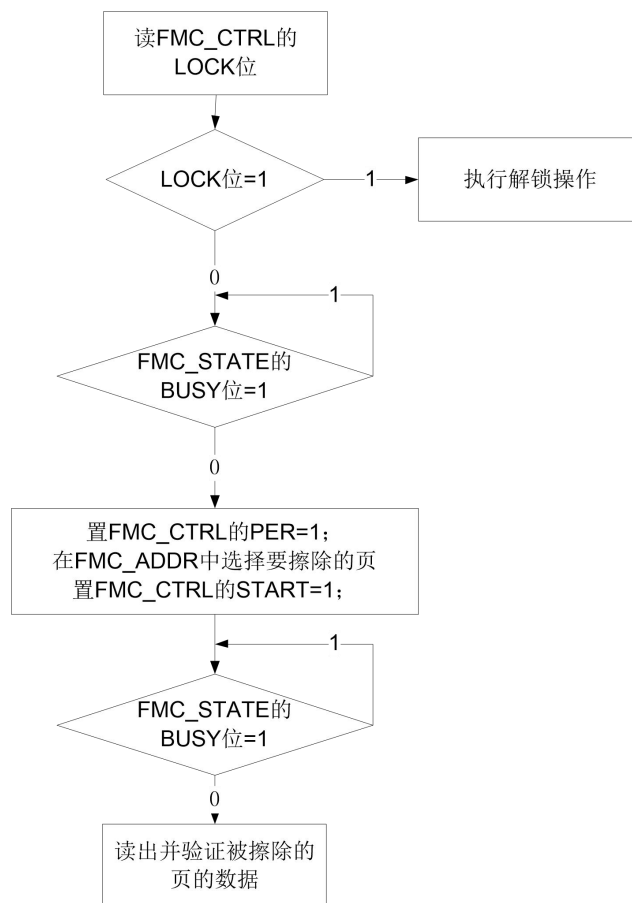 读FMC_CTRL的
LOCK位
LOCK位=1
1
执行解锁操作
0
1
FMC_STATE的
BUSY位=1
0
置FMC_CTRL的PER=1；
在FMC_ADDR中选择要擦除的页
置FMC_CTRL的START=1；
1
FMC_STATE的
BUSY位=1
0
读出并验证被擦除的
页的数据